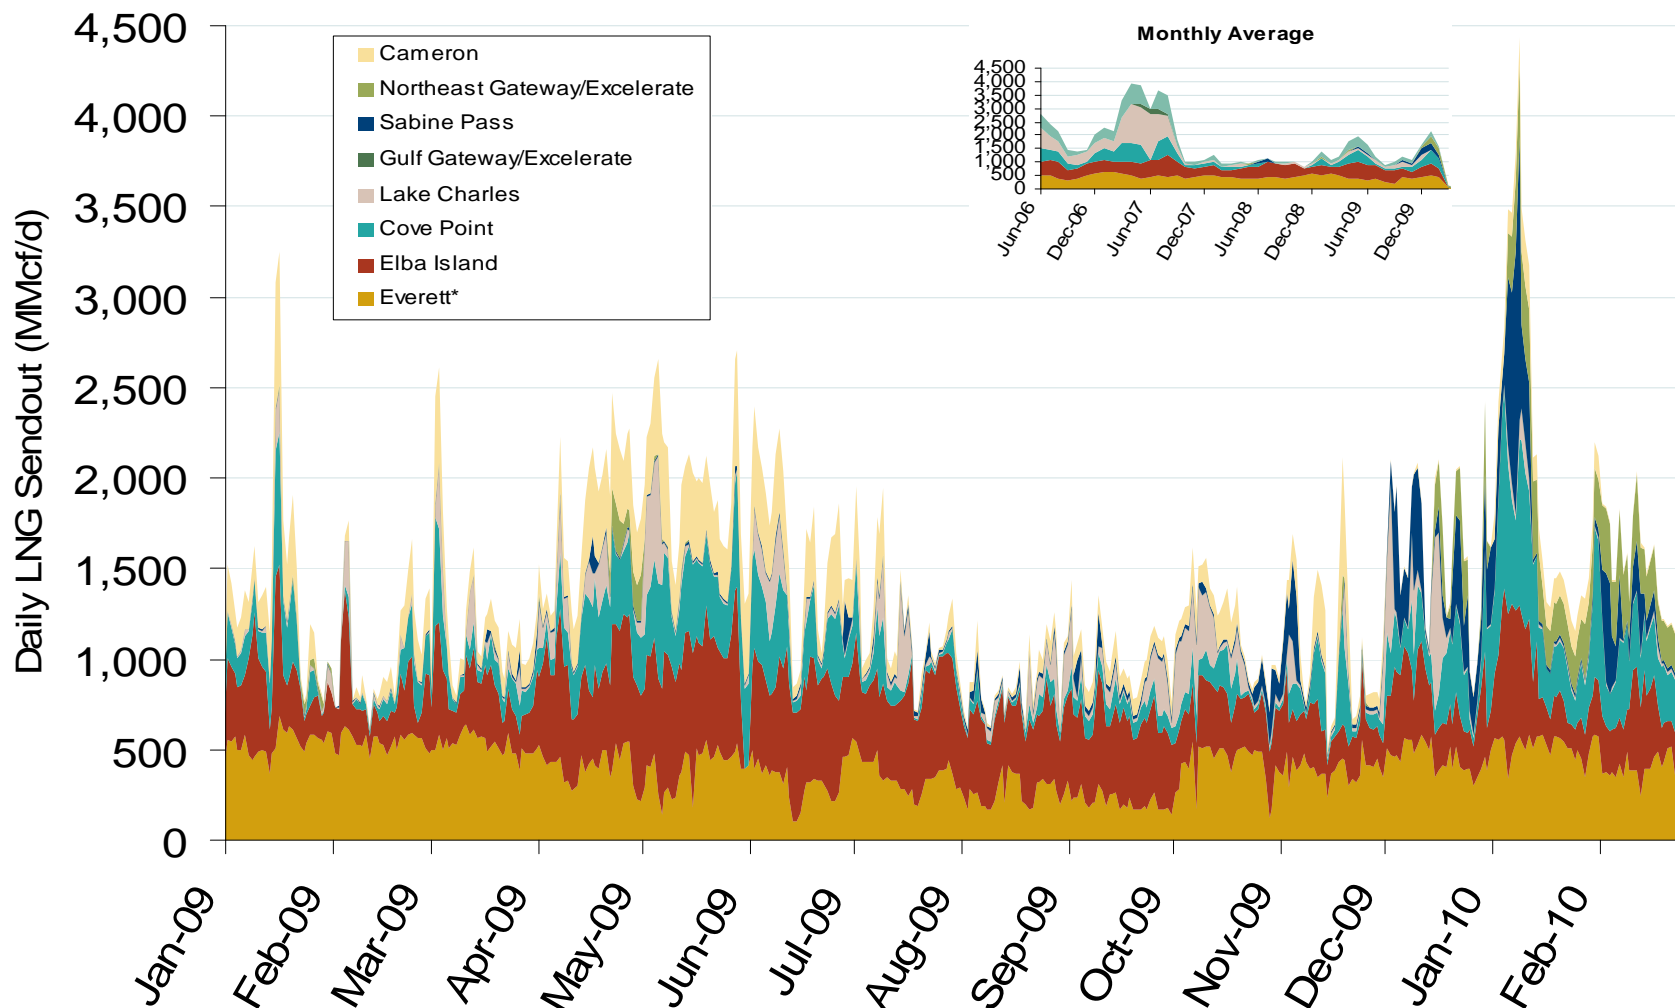 4,500
4,000
3,500
3,000
2,500
2,000
1,500
1,000
500
0
Daily LNG Sendout (MMcf/d)
Cameron
Northeast Gateway/Excelerate
Sabine Pass
Gulf Gateway/Excelerate
Lake Charles
Cove Point
Elba Island
Everett*
Monthly Average
4,500
4,000
3,500
3,000
2,500
2,000
1,500
1,000
500
0
Jun-06
Dec-06
Jun-07
Dec-07
Jun-08
Dec-08
Jun-09
Dec-09
Jan-09
Feb-09
Mar-09
Apr-09
May-09
Jun-09
Jul-09
Aug-09
Sep-09
Oct-09
Nov-09
Dec-09
Jan-10
Feb-10